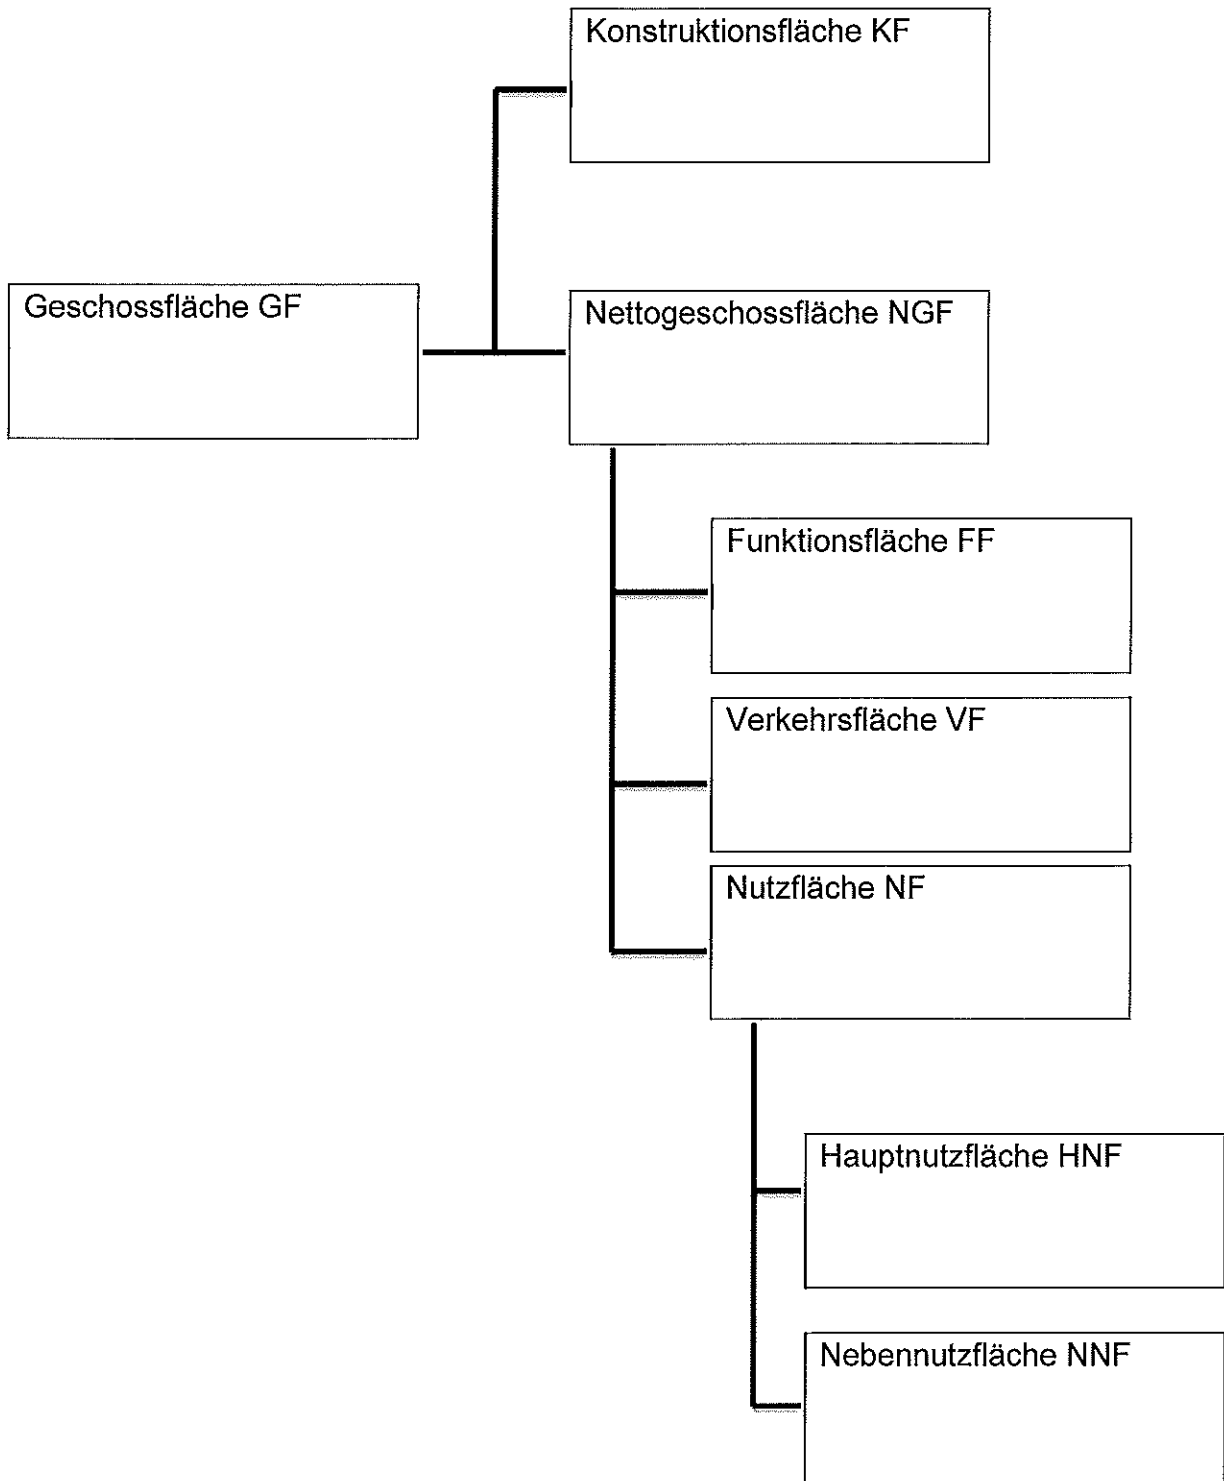 Konstruktionsfläche KF
Geschossfläche GF
Nettogeschossfläche NGF
Funktionsfläche FF
Verkehrsfläche VF
Nutzfläche NF
Hauptnutzfläche HNF
Nebennutzfläche NNF